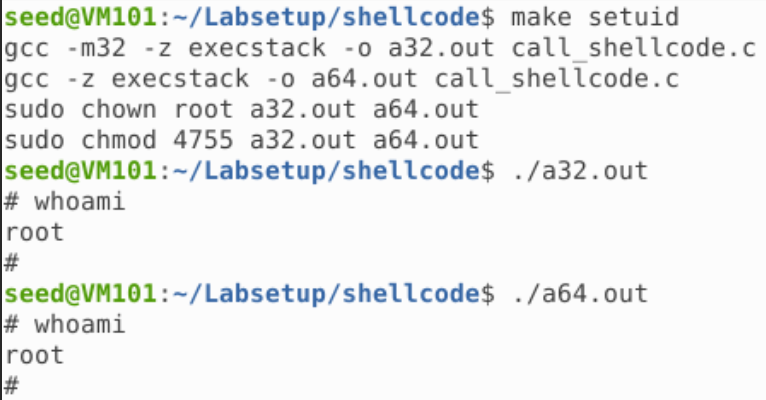 seed@VM101:~/Labsetup/shellcode$ make setuid
gcc -m32 -z execstack -o a32.out call_shellcode.c
gcc -z execstack -o a64.out call_shellcode.c
sudo chown root a32.out a64.out
sudo chmod 4755 a32.out a64.out
seed@VM101:~/Labsetup/shellcode$ ./a32.out
# whoami
root
#
seed@VM101:~/Labsetup/shellcode$ ./a64.out
# whoami
root
#